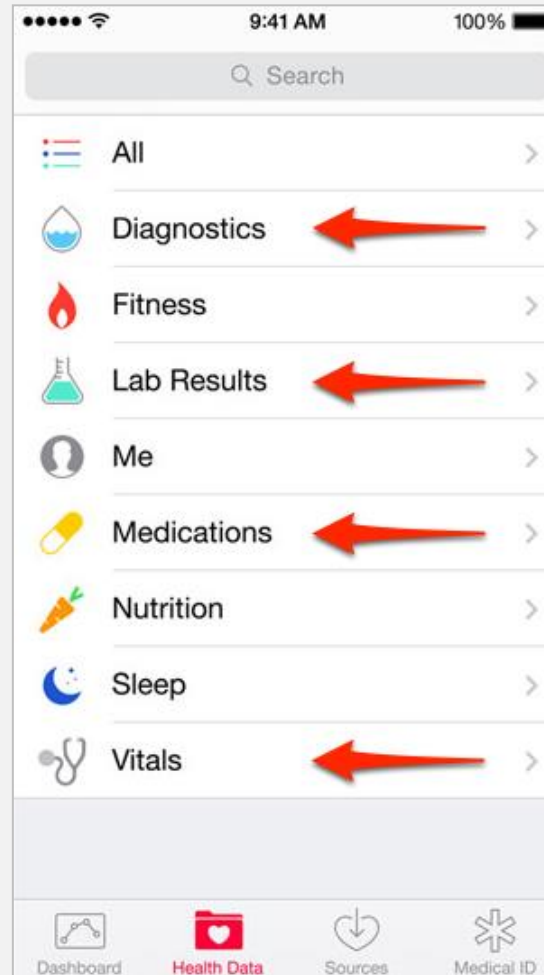 9:41 AM 100%
Search
All
Diagnostics
Fitness
Lab Results
Me
Medications
Nutrition
Sleep
Vitals
Dashboard Health Data Sources Medical ID